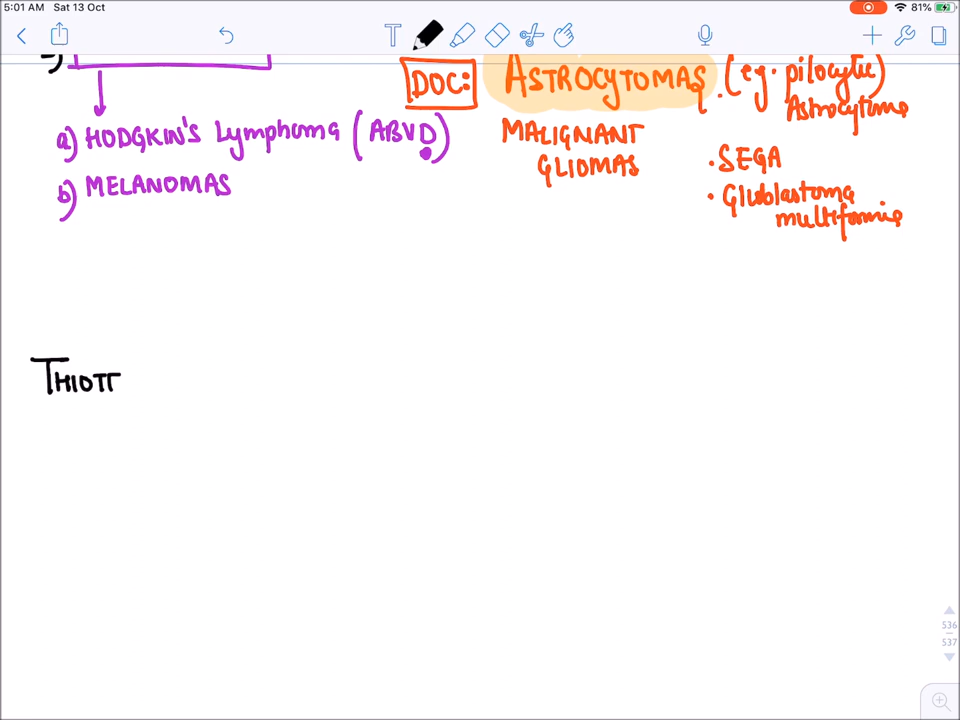 5:01 AM Sat 13 Oct
81%
T
DOC: ASTROCYTOMAS (eg. pilocytic)
Astrocytoma
a) HODGKIN'S Lymphoma (ABVD)
MALIGNANT
GLIOMAS
• SEGA
b) MELANOMAS
• Glioblastoma
multiformis
THIOTT
536
537